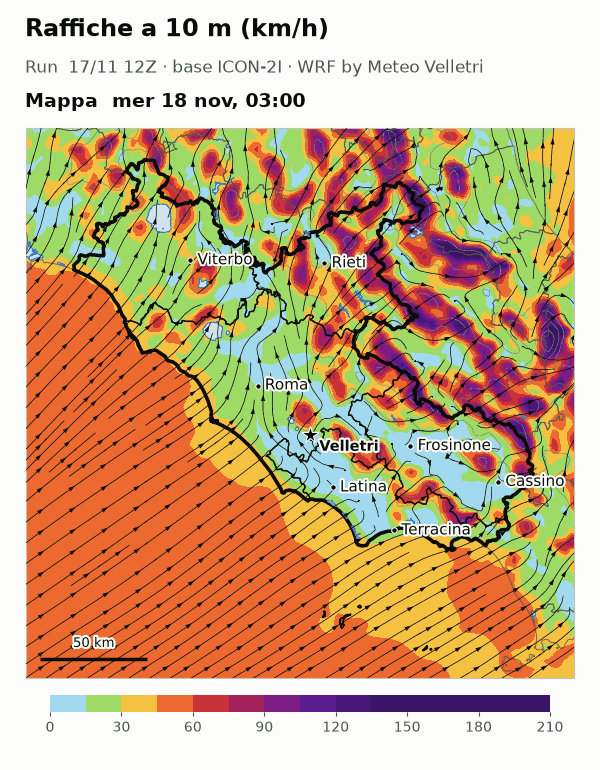 Raffiche a 10 m (km/h)
Run  17/11 12Z · base ICON-2I · WRF by Meteo Velletri
Mappa  mer 18 nov, 03:00
Viterbo
Rieti
Roma
Velletri
Frosinone
Cassino
Latina
Terracina
50 km
0 30 60 90 120 150 180 210